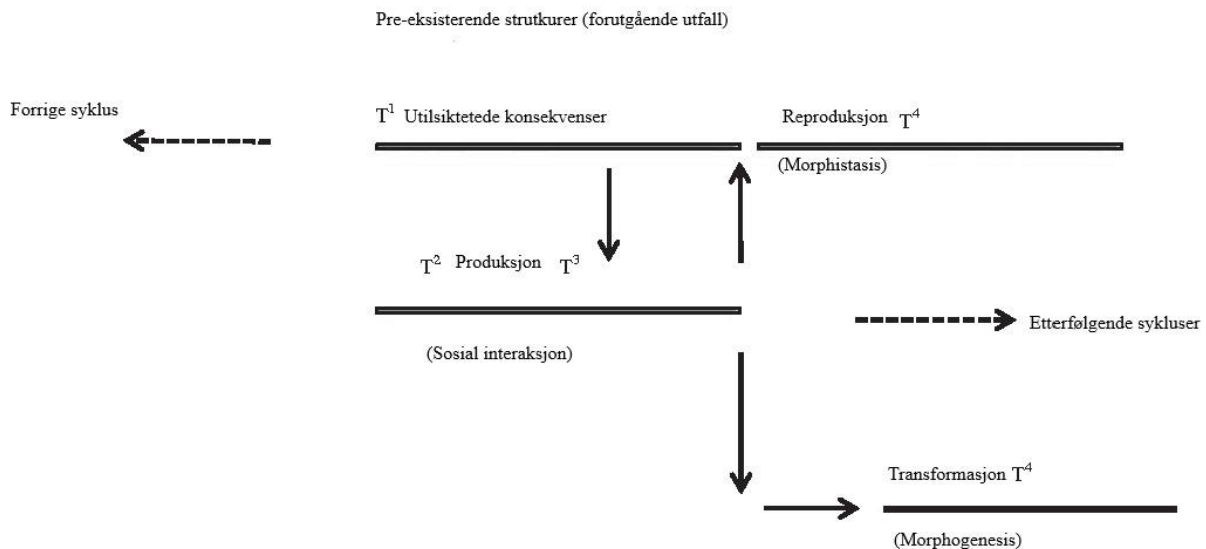 Pre-eksisterende strutkurer (forutgående utfall)
Forrige syklus
T¹ Utilsiktetede konsekvenser
Reproduksjon T⁴
(Morphistasis)
T² Produksjon T³
Etterfølgende sykluser
(Sosial interaksjon)
Transformasjon T⁴
(Morphogenesis)